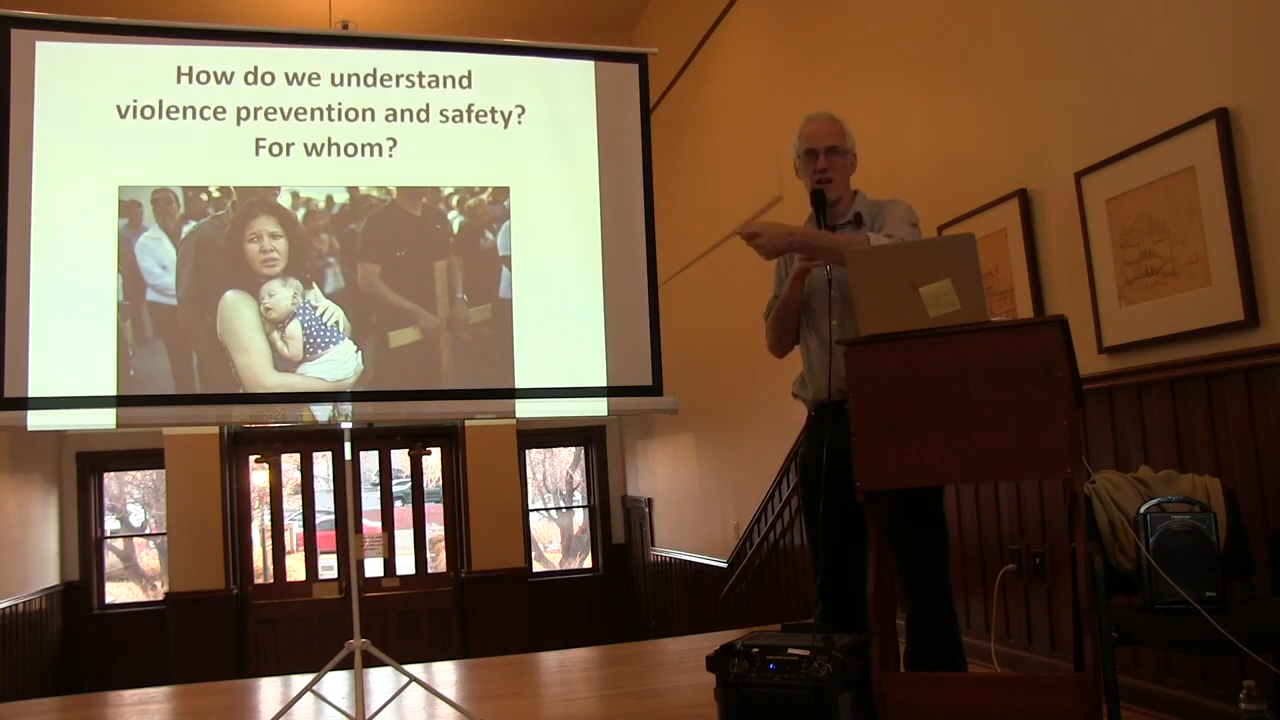 How do we understand
violence prevention and safety?
For whom?